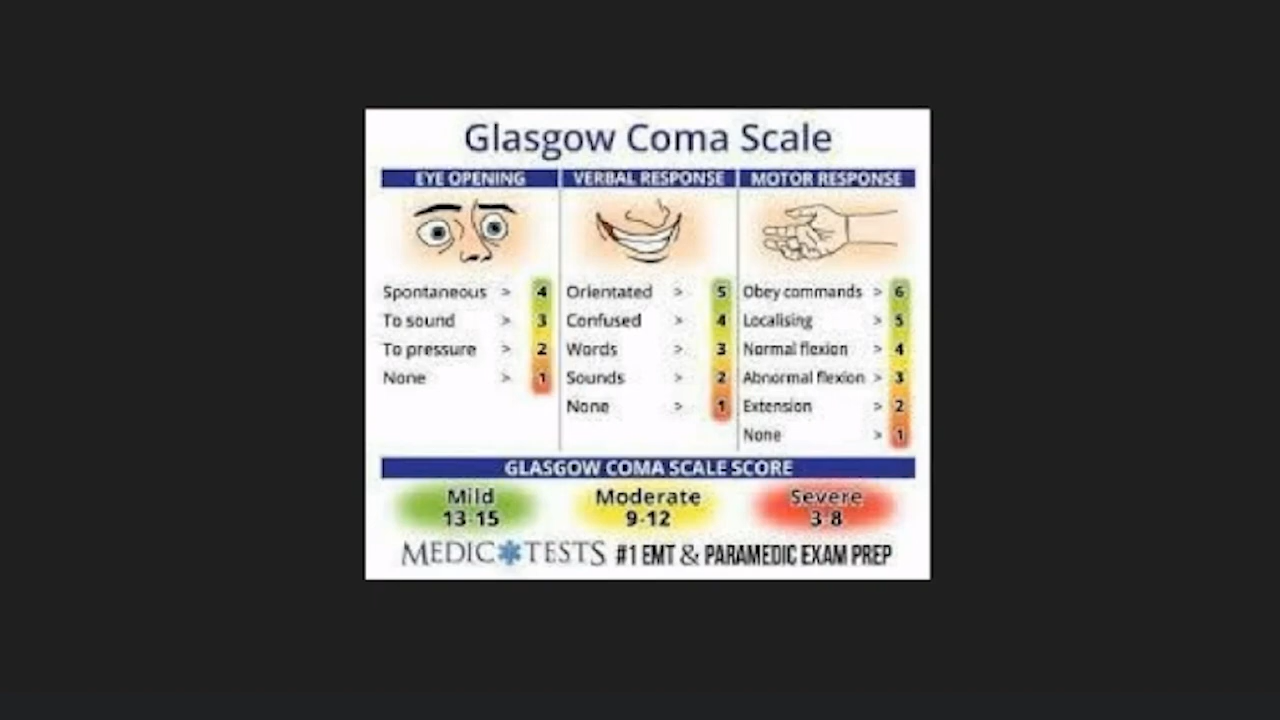 Glasgow Coma Scale
EYE OPENING VERBAL RESPONSE MOTOR RESPONSE
Spontaneous > 4 Orientated > 5 Obey commands > 6
To sound > 3 Confused > 4 Localising > 5
To pressure > 2 Words > 3 Normal flexion > 4
None > 1 Sounds > 2 Abnormal flexion > 3
None > 1 Extension > 2
None > 1
GLASGOW COMA SCALE SCORE
Mild Moderate Severe
13-15 9-12 3-8
MEDIC TESTS #1 EMT & PARAMEDIC EXAM PREP